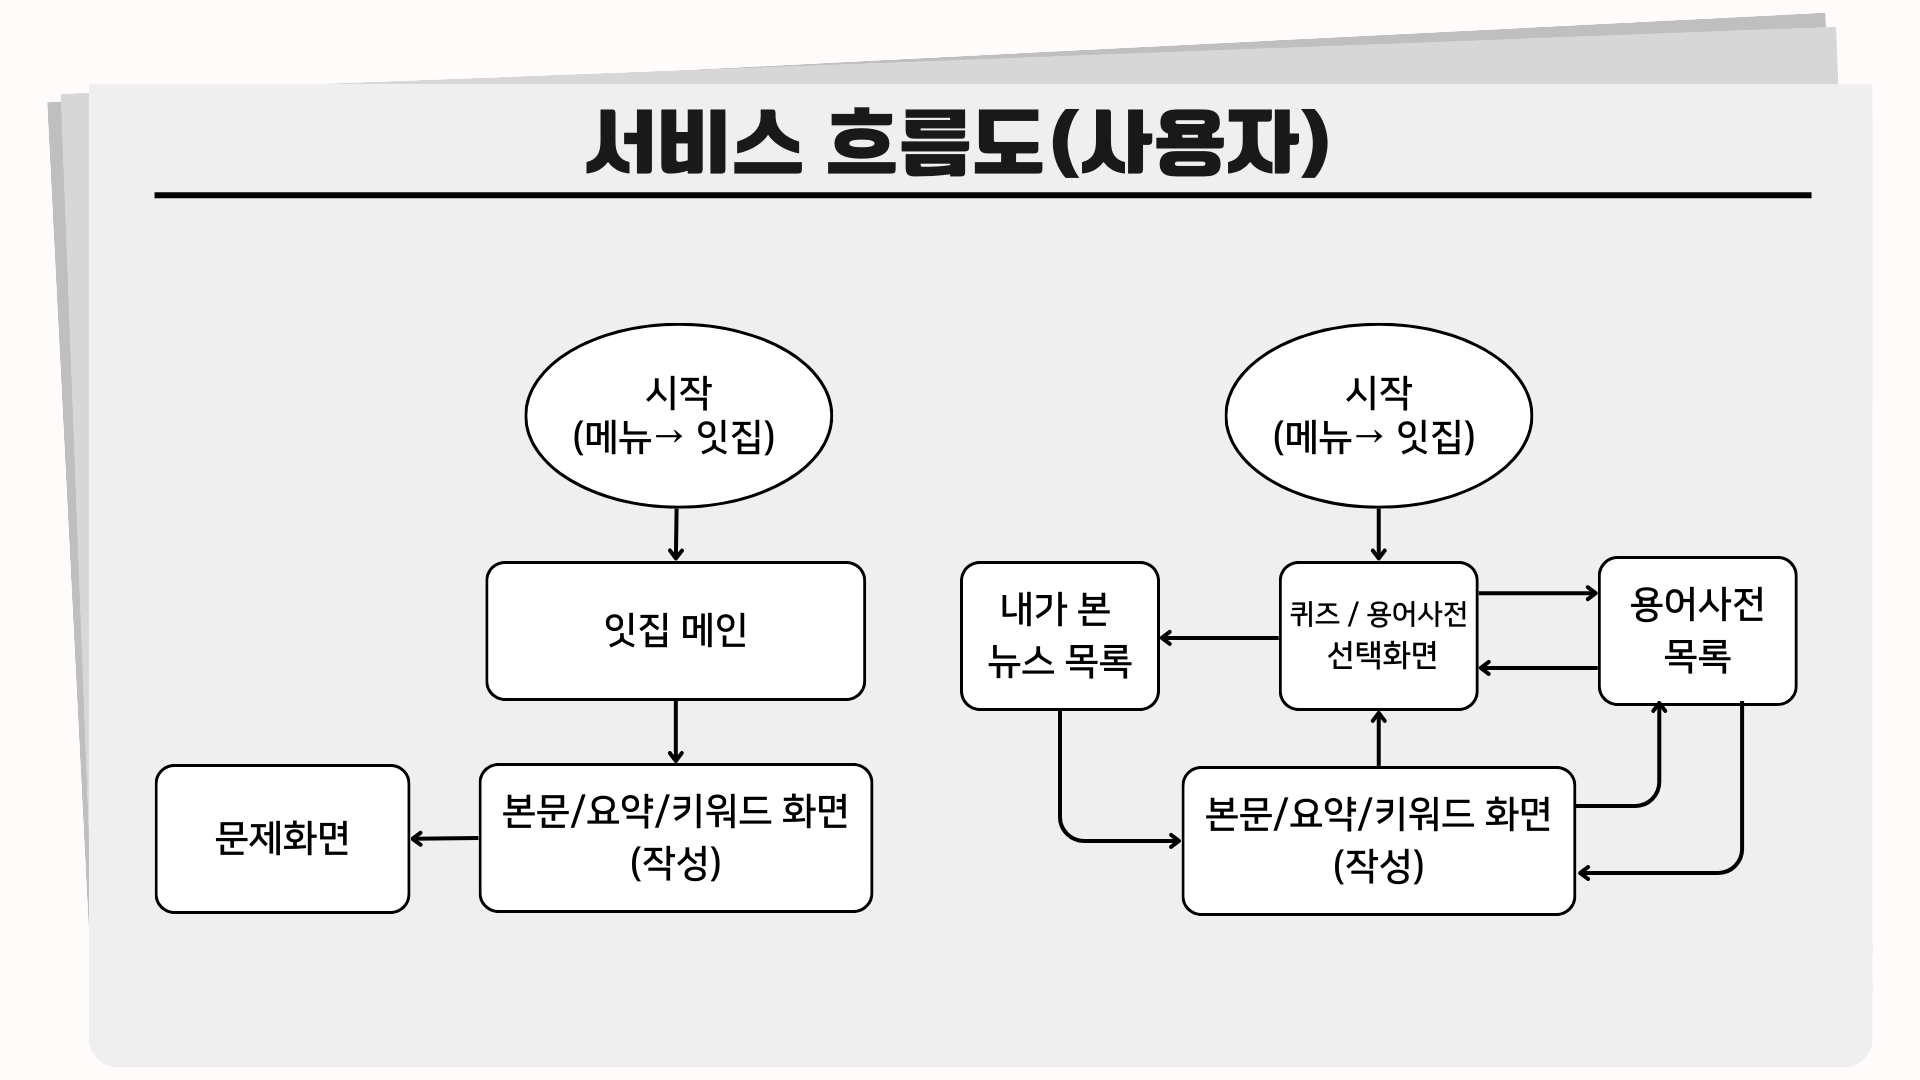 서비스 흐름도(사용자)
시작
(메뉴→ 잇집)
잇집 메인
본문/요약/키워드 화면
(작성)
문제화면
시작
(메뉴→ 잇집)
내가 본
뉴스 목록
퀴즈 / 용어사전
선택화면
용어사전
목록
본문/요약/키워드 화면
(작성)